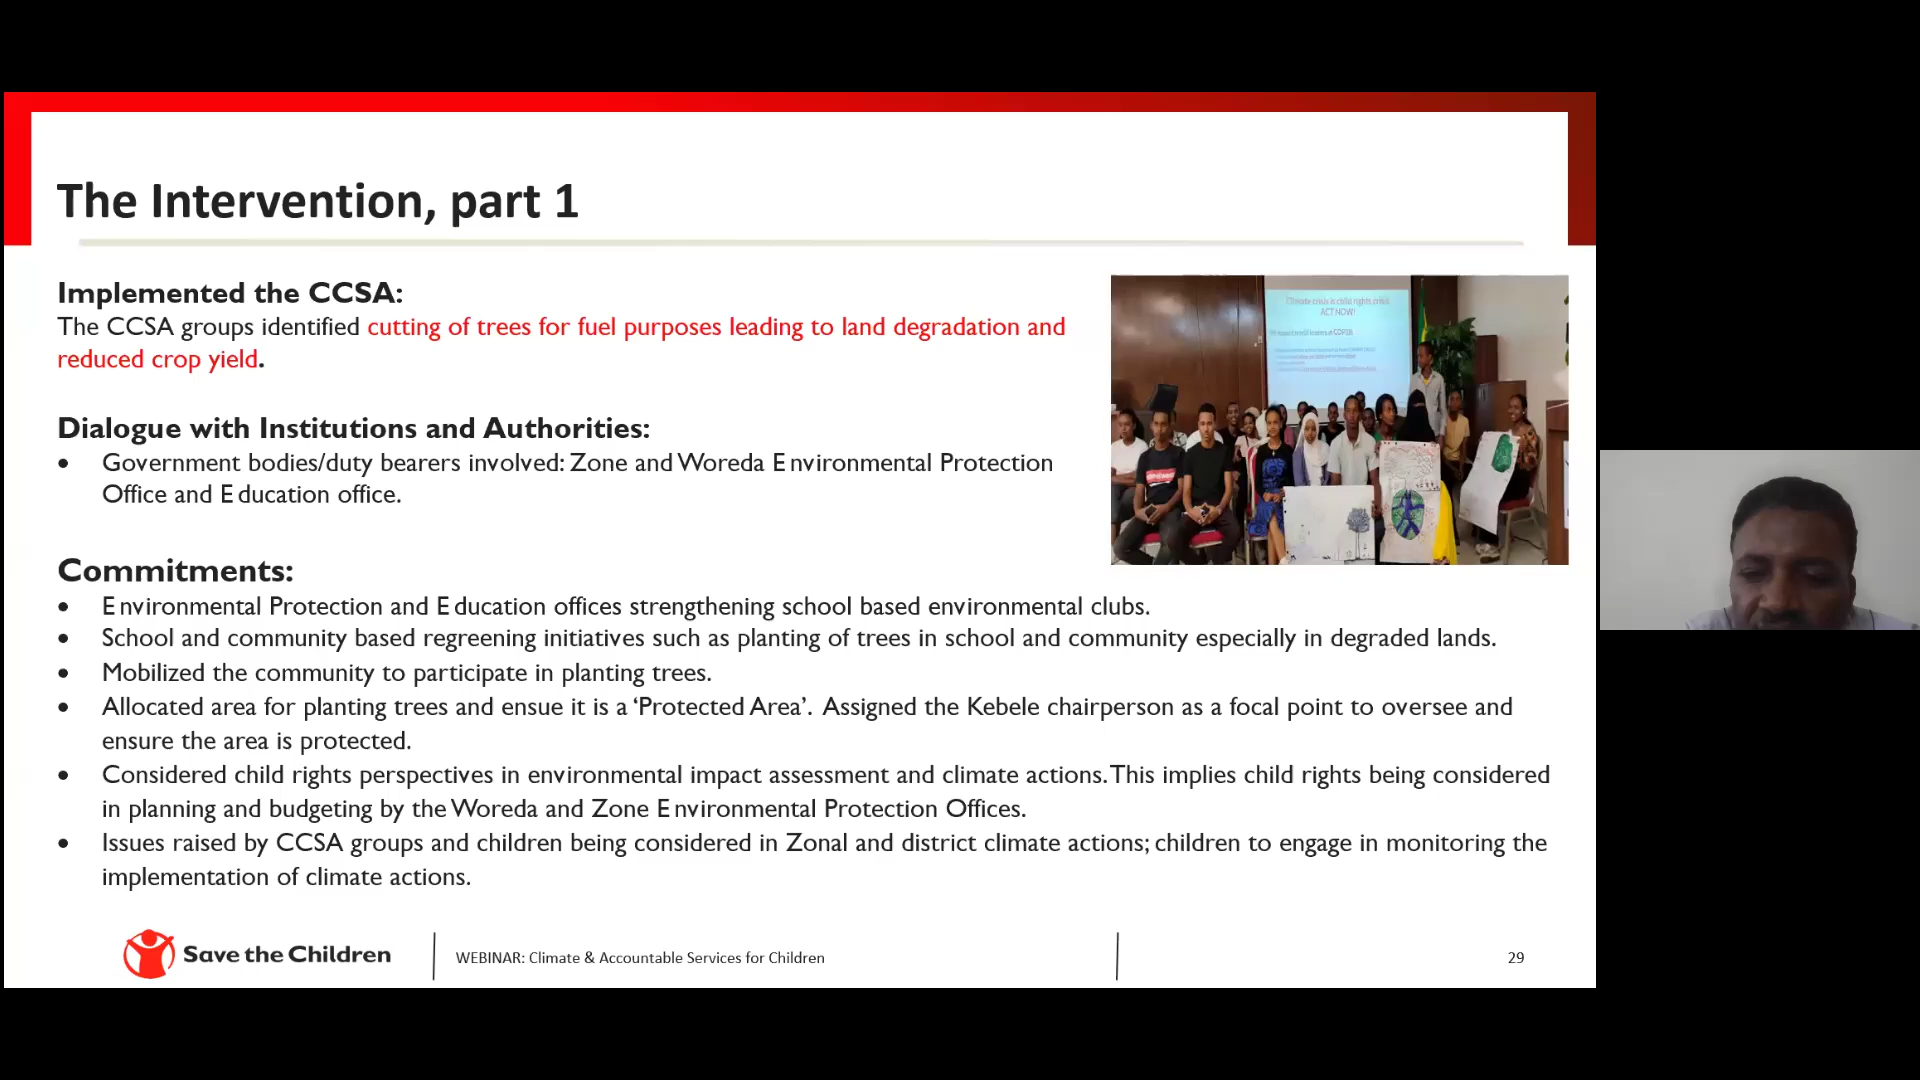 The Intervention, part 1
Implemented the CCSA:
The CCSA groups identified cutting of trees for fuel purposes leading to land degradation and
reduced crop yield.
Climate crisis is child rights crisis
ACT NOW!
Dialogue with Institutions and Authorities:
• Government bodies/duty bearers involved: Zone and Woreda Environmental Protection
Office and Education office.
Commitments:
• Environmental Protection and Education offices strengthening school based environmental clubs.
• School and community based regreening initiatives such as planting of trees in school and community especially in degraded lands.
• Mobilized the community to participate in planting trees.
• Allocated area for planting trees and ensue it is a ‘Protected Area’. Assigned the Kebele chairperson as a focal point to oversee and
ensure the area is protected.
• Considered child rights perspectives in environmental impact assessment and climate actions. This implies child rights being considered
in planning and budgeting by the Woreda and Zone Environmental Protection Offices.
• Issues raised by CCSA groups and children being considered in Zonal and district climate actions; children to engage in monitoring the
implementation of climate actions.
Save the Children
WEBINAR: Climate & Accountable Services for Children
29